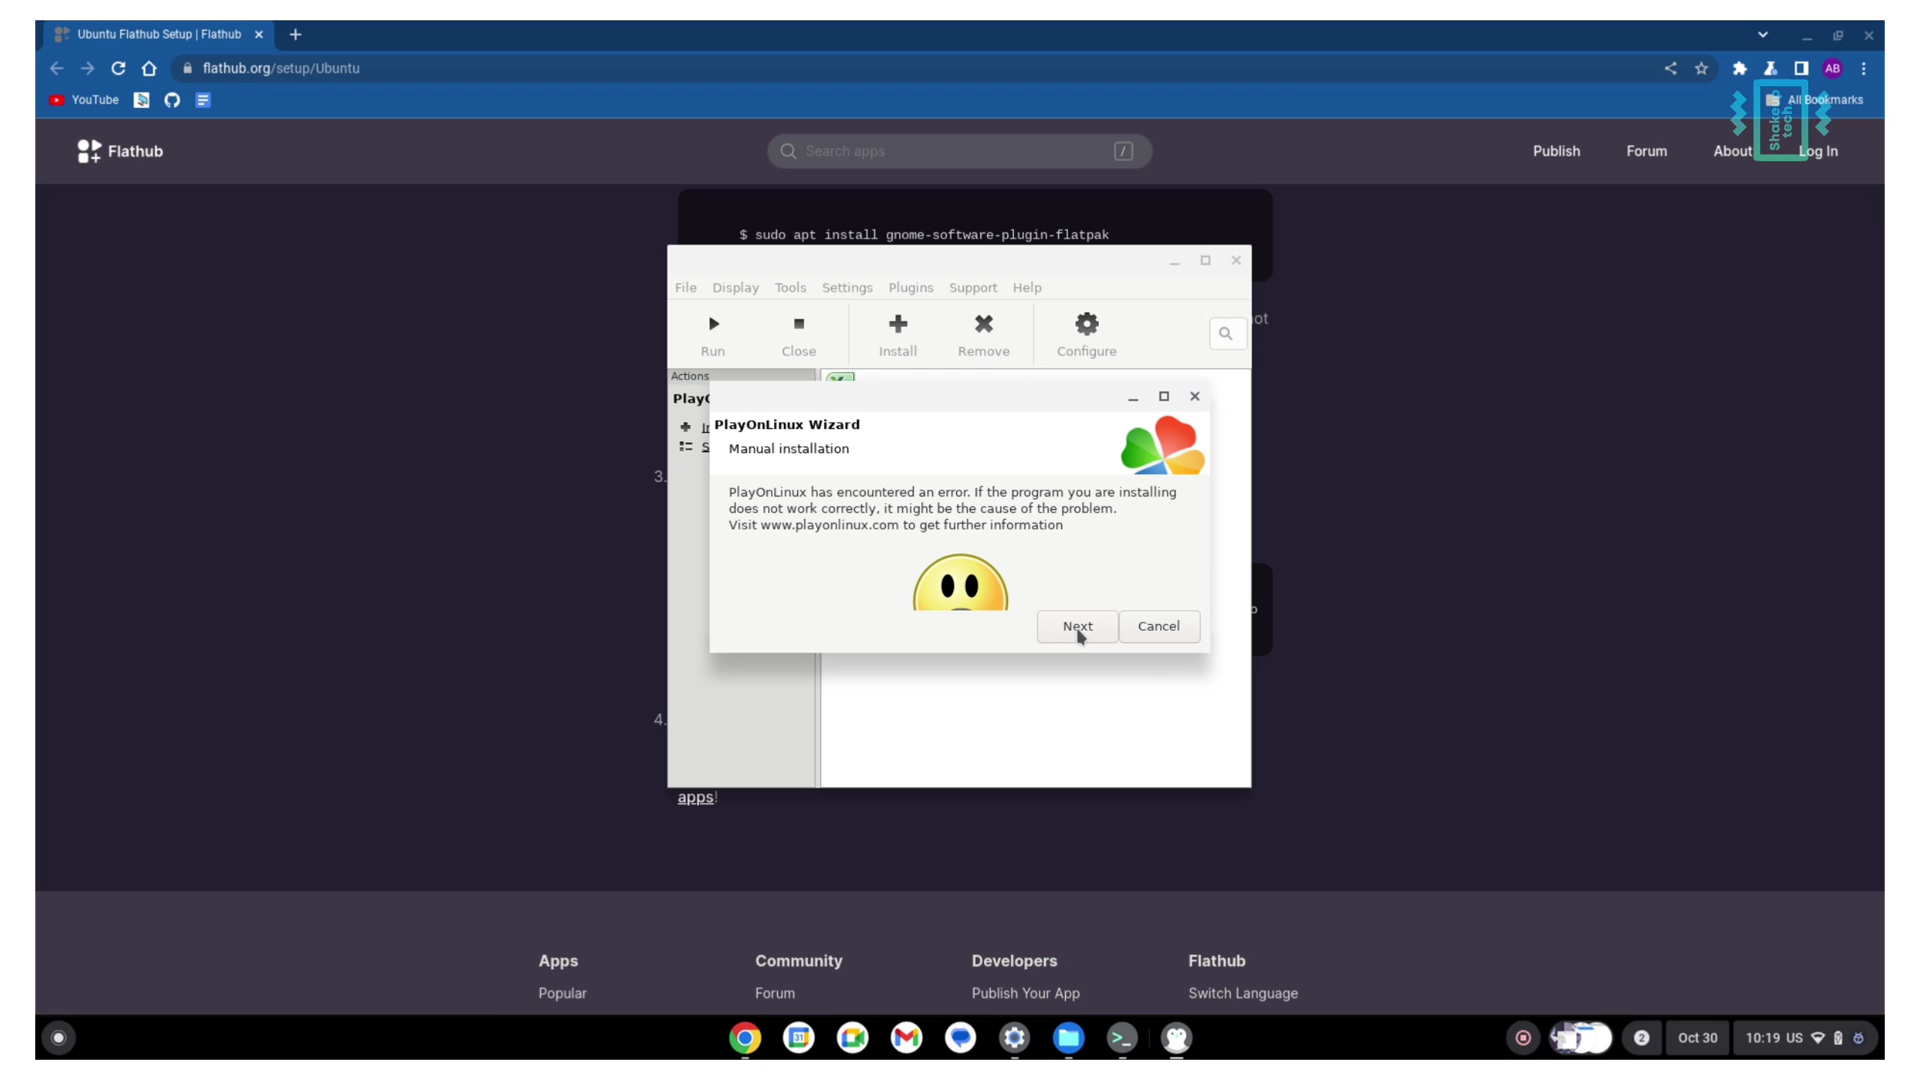 Ubuntu Flathub Setup | Flathub
flathub.org/setup/Ubuntu
AB
YouTube
All Bookmarks
Shake
tech
Flathub
Search apps
/
Publish
Forum
About
Log In
$ sudo apt install gnome-software-plugin-flatpak
File Display Tools Settings Plugins Support Help
Run
Close
Install
Remove
Configure
Actions
PlayOnLinux Wizard
Manual installation
PlayOnLinux has encountered an error. If the program you are installing
does not work correctly, it might be the cause of the problem.
Visit www.playonlinux.com to get further information
Next
Cancel
3.
4.
apps!
Apps
Community
Developers
Flathub
Popular
Forum
Publish Your App
Switch Language
31
2
Oct 30
10:19 US